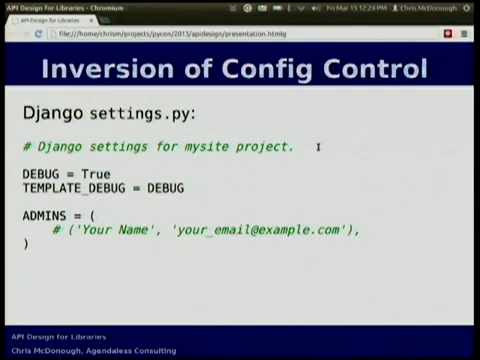 API Design for Libraries - Chromium
Fri Mar 15 12:24 PM
Chris McDonough
API Design for Libraries
file:///home/chrism/projects/pycon/2013/apidesign/presentation.html
Inversion of Config Control
Django settings.py:
# Django settings for mysite project.
DEBUG = True
TEMPLATE_DEBUG = DEBUG
ADMINS = (
# ('Your Name', 'your_email@example.com'),
)
API Design for Libraries
Chris McDonough, Agendaless Consulting